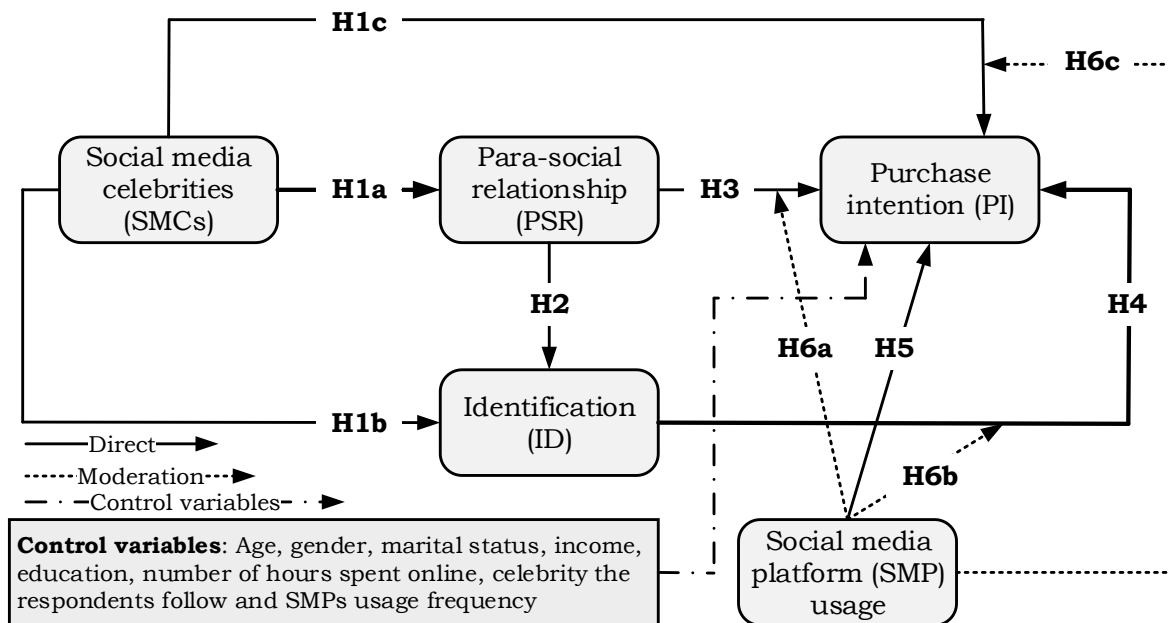 H1c
H6c
Social media
celebrities
(SMCs)
H1a
Para-social
relationship
(PSR)
H3
Purchase
intention (PI)
H2
H6a
H5
H4
H1b
Identification
(ID)
H6b
Direct
Moderation
Control variables
Control variables: Age, gender, marital status, income,
education, number of hours spent online, celebrity the
respondents follow and SMPs usage frequency
Social media
platform (SMP)
usage